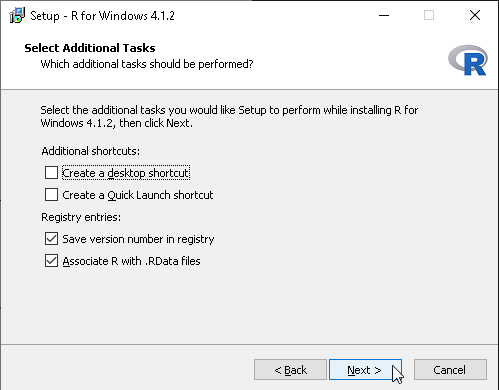 Setup - R for Windows 4.1.2
Select Additional Tasks
Which additional tasks should be performed?
R
Select the additional tasks you would like Setup to perform while installing R for
Windows 4.1.2, then click Next.
Additional shortcuts:
Create a desktop shortcut
Create a Quick Launch shortcut
Registry entries:
Save version number in registry
Associate R with .RData files
< Back
Next >
Cancel